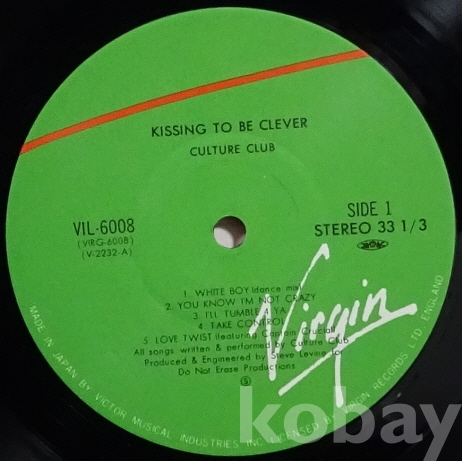 KISSING TO BE CLEVER
CULTURE CLUB
VIL-6008
(VIRG-6008)
(V-2232-A)
SIDE 1
STEREO 33 1/3
1. WHITE BOY (dance mix)
2. YOU KNOW I'M NOT CRAZY
3. I'LL TUMBLE 4 YA
4. TAKE CONTROL
5 LOVE TWIST (featuring Captain Crucial)
All songs written & performed by Culture Club
Produced & Engineered by Steve Levine for
Do Not Erase Productions
Ⓢ
Virgin
MADE IN JAPAN BY VICTOR MUSICAL INDUSTRIES INC. LICENSED BY VIRGIN RECORDS LTD. ENGLAND
kobay